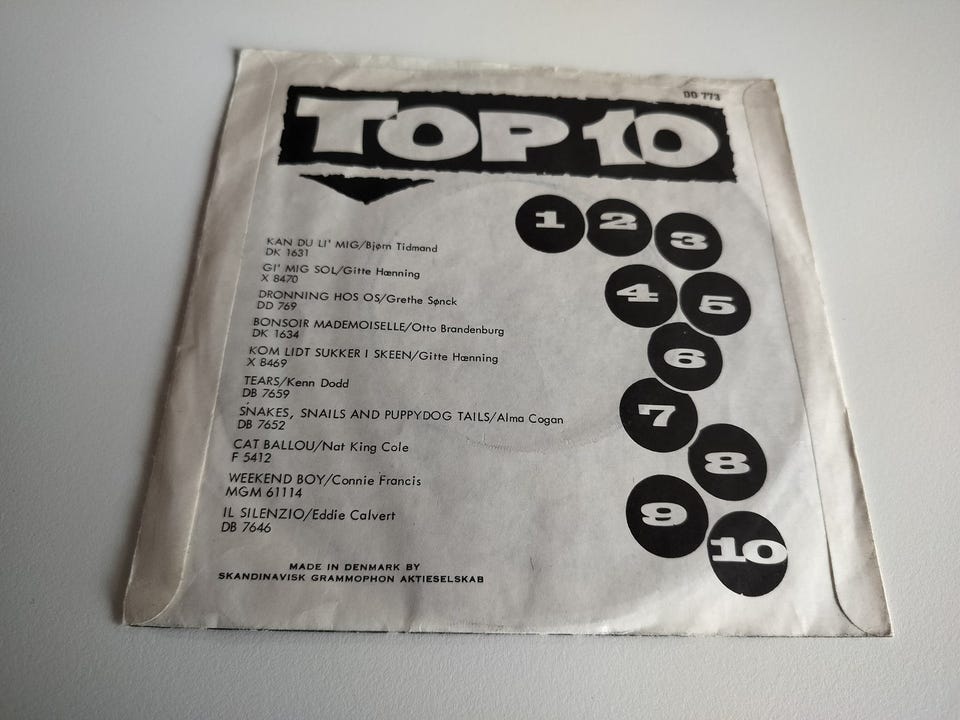 DD 773
TOP 10
1
2
3
4
5
6
7
8
9
10
KAN DU LI' MIG/Bjørn Tidmand
DK 1631
GI' MIG SOL/Gitte Hænning
X 8470
DRONNING HOS OS/Grethe Sønck
DD 769
BONSOIR MADEMOISELLE/Otto Brandenburg
DK 1634
KOM LIDT SUKKER I SKEEN/Gitte Hænning
X 8469
TEARS/Kenn Dodd
DB 7659
SNAKES, SNAILS AND PUPPYDOG TAILS/Alma Cogan
DB 7652
CAT BALLOU/Nat King Cole
F 5412
WEEKEND BOY/Connie Francis
MGM 61114
IL SILENZIO/Eddie Calvert
DB 7646
MADE IN DENMARK BY
SKANDINAVISK GRAMMOPHON AKTIESELSKAB